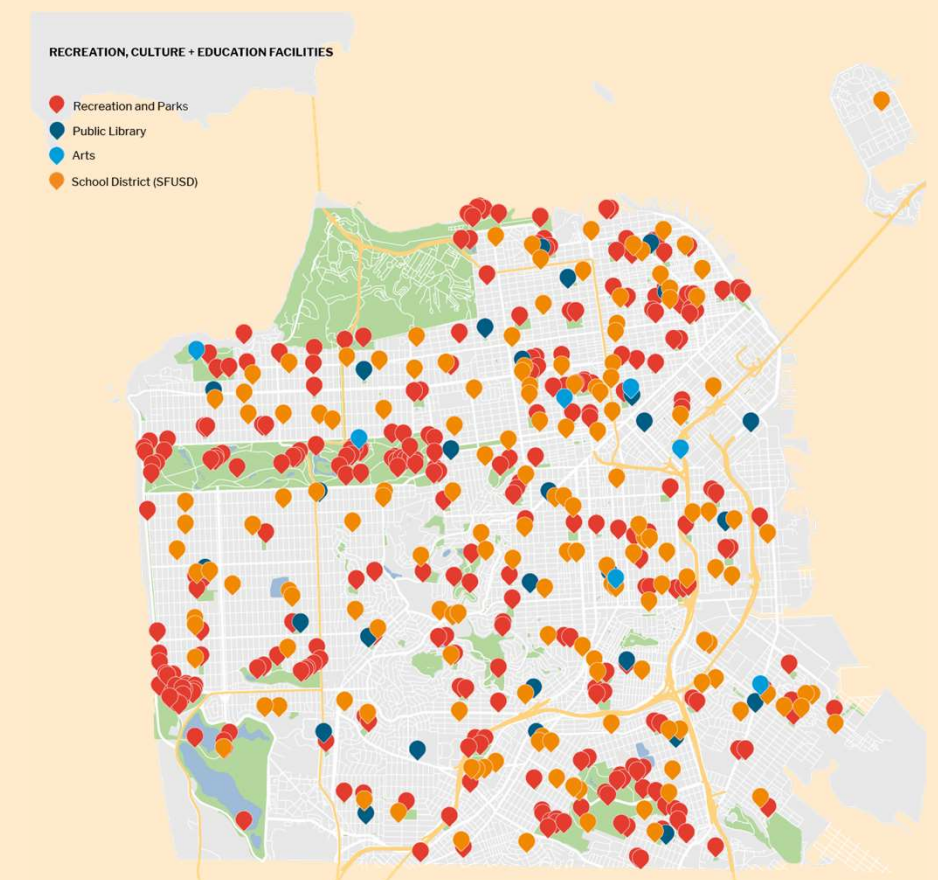 RECREATION, CULTURE + EDUCATION FACILITIES
Recreation and Parks
Public Library
Arts
School District (SFUSD)